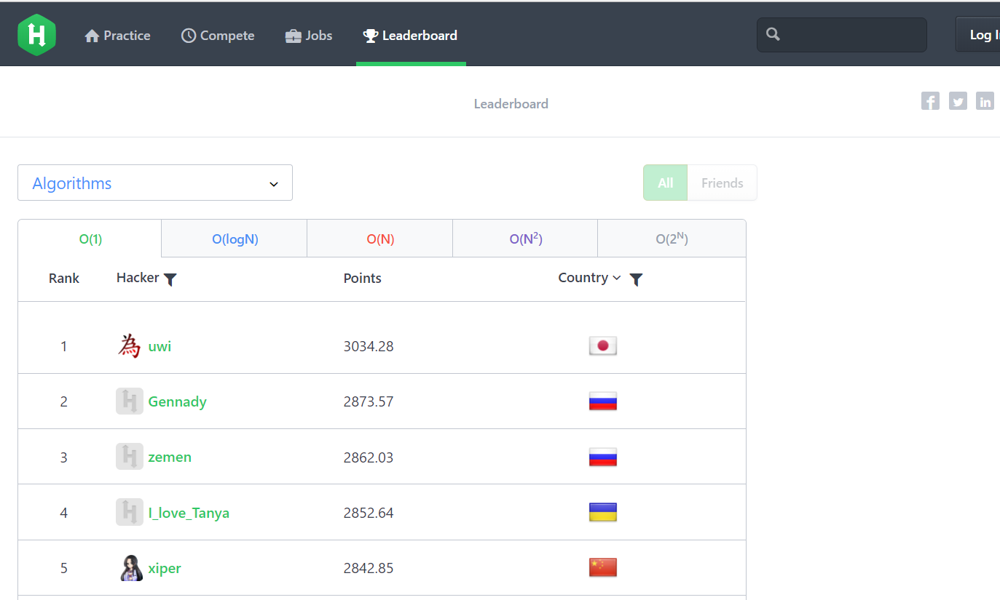 H Practice Compete Jobs Leaderboard Log I
Leaderboard f in
Algorithms All Friends
O(1) O(logN) O(N) O(N²) O(2ᴺ)
Rank Hacker Points Country
1 為 uwi 3034.28
2 H Gennady 2873.57
3 H zemen 2862.03
4 H I_love_Tanya 2852.64
5 xiper 2842.85